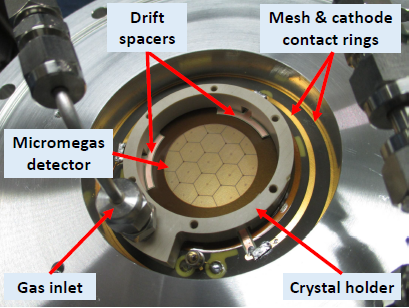 Drift
spacers
Mesh & cathode
contact rings
Micromegas
detector
Gas inlet
Crystal holder